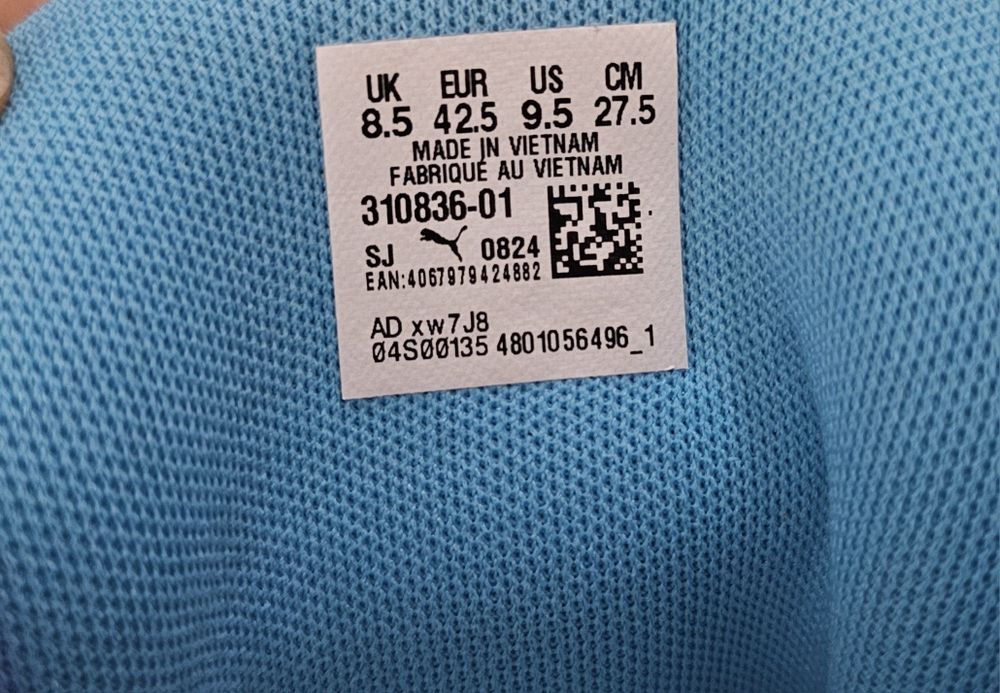 UK EUR US CM
8.5 42.5 9.5 27.5
MADE IN VIETNAM
FABRIQUÉ AU VIETNAM
310836-01
SJ 0824
EAN:4067979424882
AD xw7J8
04S00135 4801056496_1